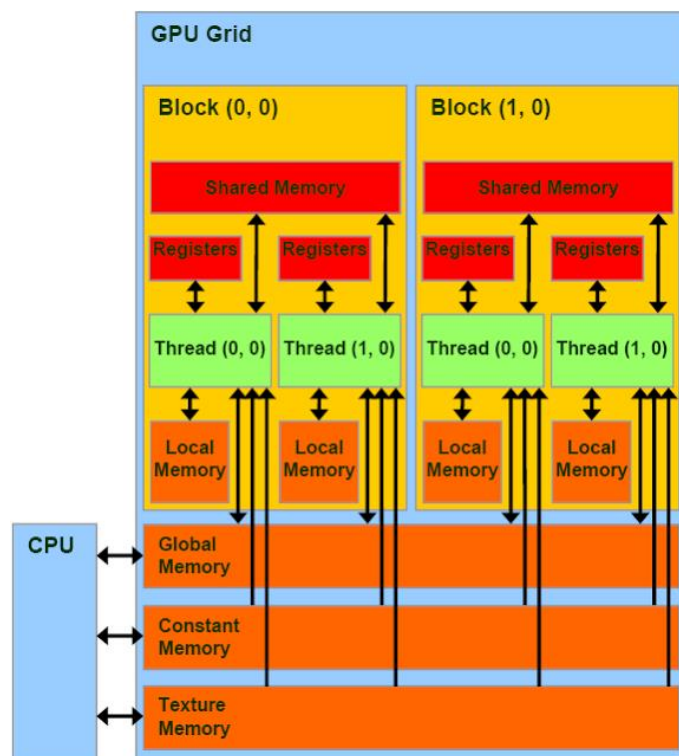 GPU Grid
Block (0, 0)
Block (1, 0)
Shared Memory
Shared Memory
Registers
Registers
Registers
Registers
Thread (0, 0)
Thread (1, 0)
Thread (0, 0)
Thread (1, 0)
Local
Memory
Local
Memory
Local
Memory
Local
Memory
CPU
Global
Memory
Constant
Memory
Texture
Memory